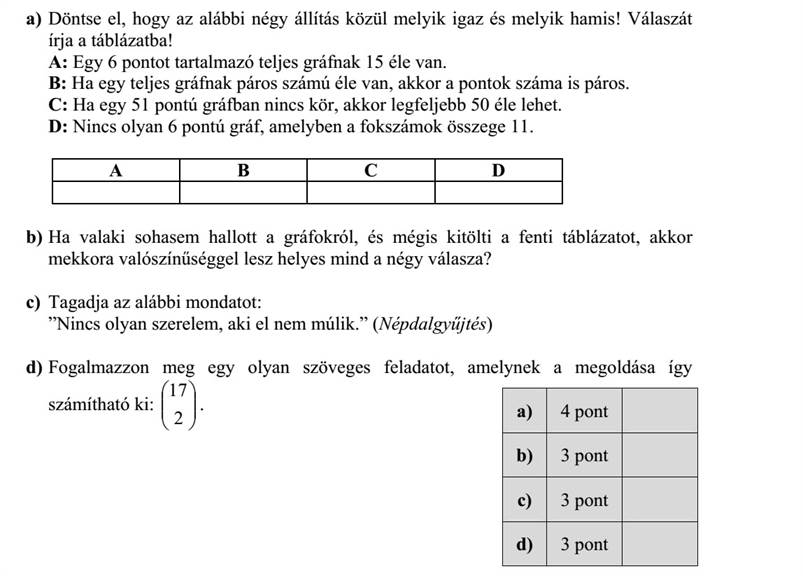 a) Döntse el, hogy az alábbi négy állítás közül melyik igaz és melyik hamis! Válaszát
írja a táblázatba!
A: Egy 6 pontot tartalmazó teljes gráfnak 15 éle van.
B: Ha egy teljes gráfnak páros számú éle van, akkor a pontok száma is páros.
C: Ha egy 51 pontú gráfban nincs kör, akkor legfeljebb 50 éle lehet.
D: Nincs olyan 6 pontú gráf, amelyben a fokszámok összege 11.
A B C D
b) Ha valaki sohasem hallott a gráfokról, és mégis kitölti a fenti táblázatot, akkor
mekkora valószínűséggel lesz helyes mind a négy válasza?
c) Tagadja az alábbi mondatot:
”Nincs olyan szerelem, aki el nem múlik.” (Népdalgyűjtés)
d) Fogalmazzon meg egy olyan szöveges feladatot, amelynek a megoldása így
számítható ki: (17
2).
a) 4 pont
b) 3 pont
c) 3 pont
d) 3 pont